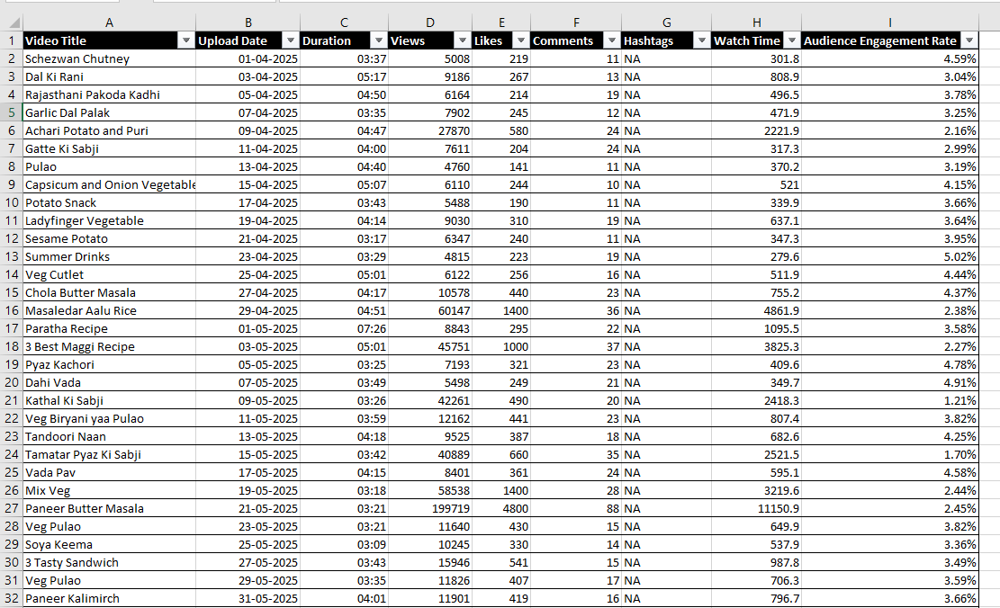 A B C D E F G H I
1 Video Title Upload Date Duration Views Likes Comments Hashtags Watch Time Audience Engagement Rate
2 Schezwan Chutney 01-04-2025 03:37 5008 219 11 NA 301.8 4.59%
3 Dal Ki Rani 03-04-2025 05:17 9186 267 13 NA 808.9 3.04%
4 Rajasthani Pakoda Kadhi 05-04-2025 04:50 6164 214 19 NA 496.5 3.78%
5 Garlic Dal Palak 07-04-2025 03:35 7902 245 12 NA 471.9 3.25%
6 Achari Potato and Puri 09-04-2025 04:47 27870 580 24 NA 2221.9 2.16%
7 Gatte Ki Sabji 11-04-2025 04:00 7611 204 24 NA 317.3 2.99%
8 Pulao 13-04-2025 04:40 4760 141 11 NA 370.2 3.19%
9 Capsicum and Onion Vegetable 15-04-2025 05:07 6110 244 10 NA 521 4.15%
10 Potato Snack 17-04-2025 03:43 5488 190 11 NA 339.9 3.66%
11 Ladyfinger Vegetable 19-04-2025 04:14 9030 310 19 NA 637.1 3.64%
12 Sesame Potato 21-04-2025 03:17 6347 240 11 NA 347.3 3.95%
13 Summer Drinks 23-04-2025 03:29 4815 223 19 NA 279.6 5.02%
14 Veg Cutlet 25-04-2025 05:01 6122 256 16 NA 511.9 4.44%
15 Chola Butter Masala 27-04-2025 04:17 10578 440 23 NA 755.2 4.37%
16 Masaledar Aalu Rice 29-04-2025 04:51 60147 1400 36 NA 4861.9 2.38%
17 Paratha Recipe 01-05-2025 07:26 8843 295 22 NA 1095.5 3.58%
18 3 Best Maggi Recipe 03-05-2025 05:01 45751 1000 37 NA 3825.3 2.27%
19 Pyaz Kachori 05-05-2025 03:25 7193 321 23 NA 409.6 4.78%
20 Dahi Vada 07-05-2025 03:49 5498 249 21 NA 349.7 4.91%
21 Kathal Ki Sabji 09-05-2025 03:26 42261 490 20 NA 2418.3 1.21%
22 Veg Biryani yaa Pulao 11-05-2025 03:59 12162 441 23 NA 807.4 3.82%
23 Tandoori Naan 13-05-2025 04:18 9525 387 18 NA 682.6 4.25%
24 Tamatar Pyaz Ki Sabji 15-05-2025 03:42 40889 660 35 NA 2521.5 1.70%
25 Vada Pav 17-05-2025 04:15 8401 361 24 NA 595.1 4.58%
26 Mix Veg 19-05-2025 03:18 58538 1400 28 NA 3219.6 2.44%
27 Paneer Butter Masala 21-05-2025 03:21 199719 4800 88 NA 11150.9 2.45%
28 Veg Pulao 23-05-2025 03:21 11640 430 15 NA 649.9 3.82%
29 Soya Keema 25-05-2025 03:09 10245 330 14 NA 537.9 3.36%
30 3 Tasty Sandwich 27-05-2025 03:43 15946 541 15 NA 987.8 3.49%
31 Veg Pulao 29-05-2025 03:35 11826 407 17 NA 706.3 3.59%
32 Paneer Kalimirch 31-05-2025 04:01 11901 419 16 NA 796.7 3.66%